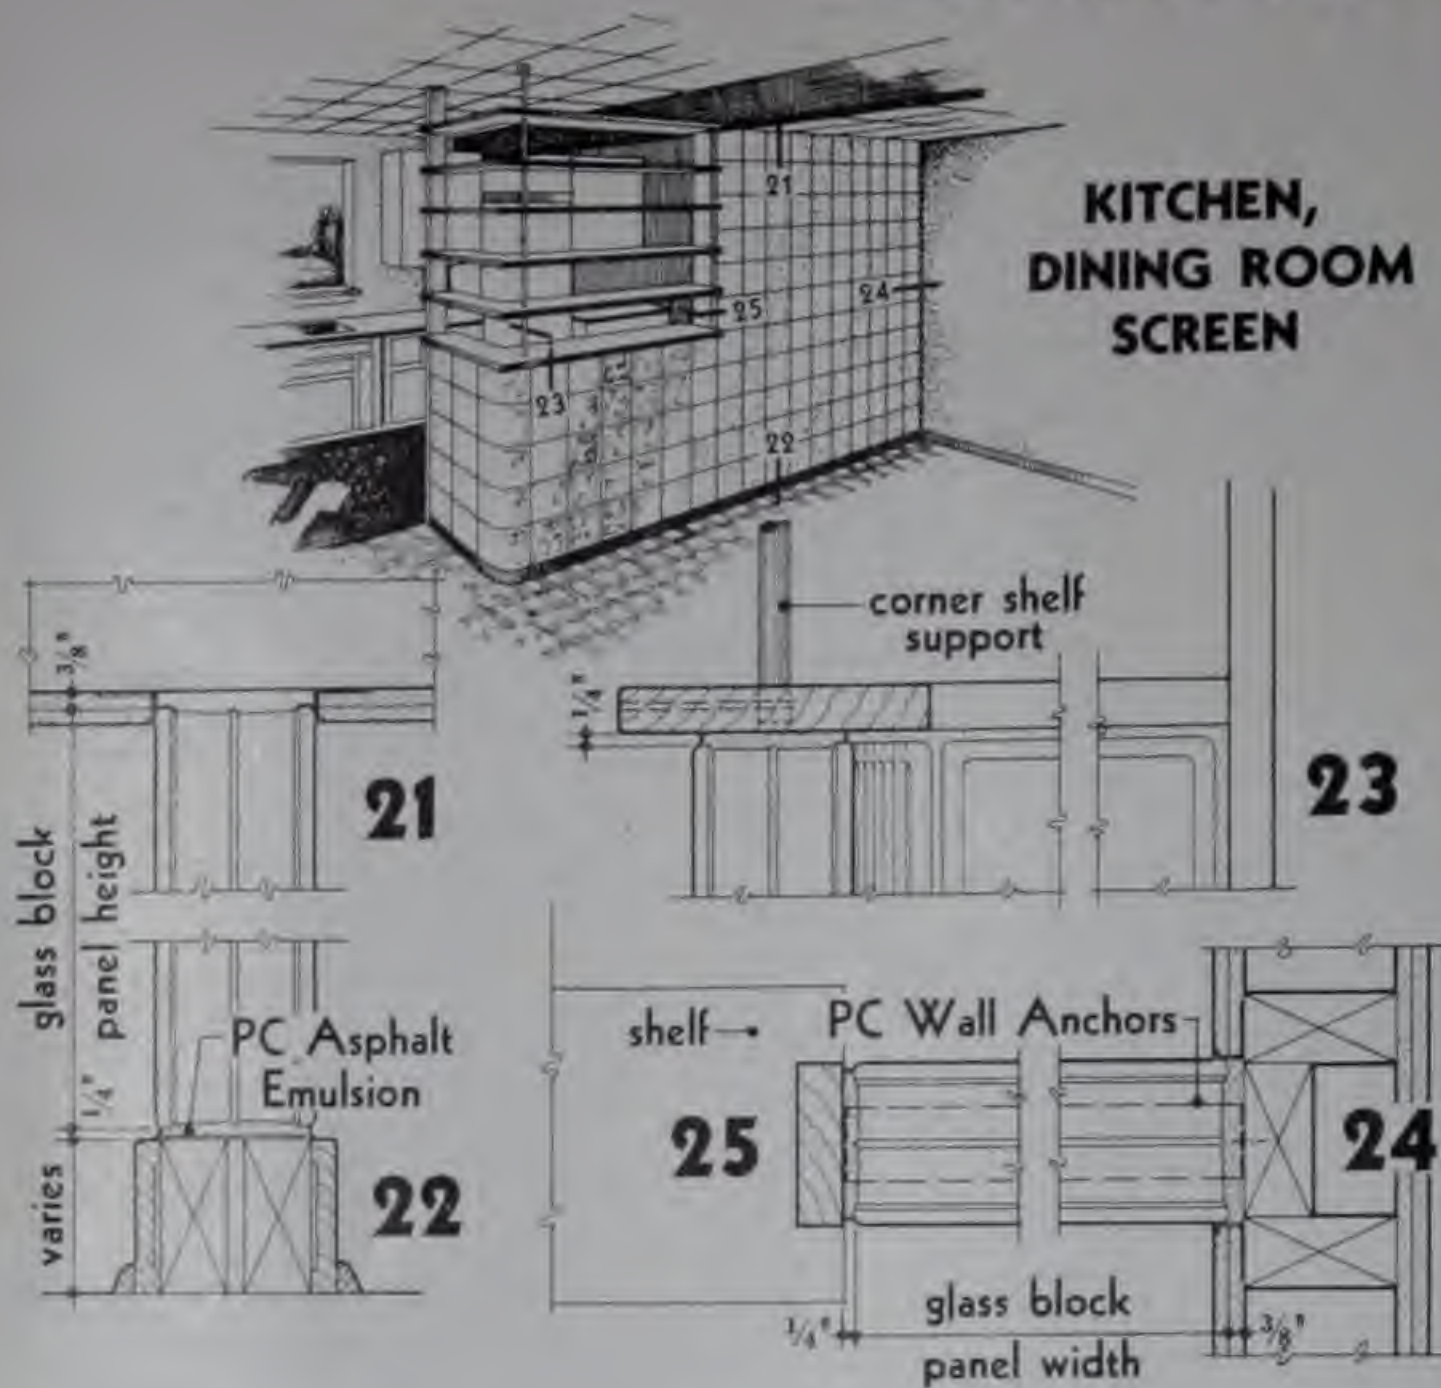 KITCHEN,
DINING ROOM
SCREEN
21
24
25
23
22
corner shelf
support
3/8"
1/4"
21
23
glass block
panel height
1/4"
PC Asphalt
Emulsion
varies
22
shelf
PC Wall Anchors
25
24
1/4"
glass block
panel width
3/8"